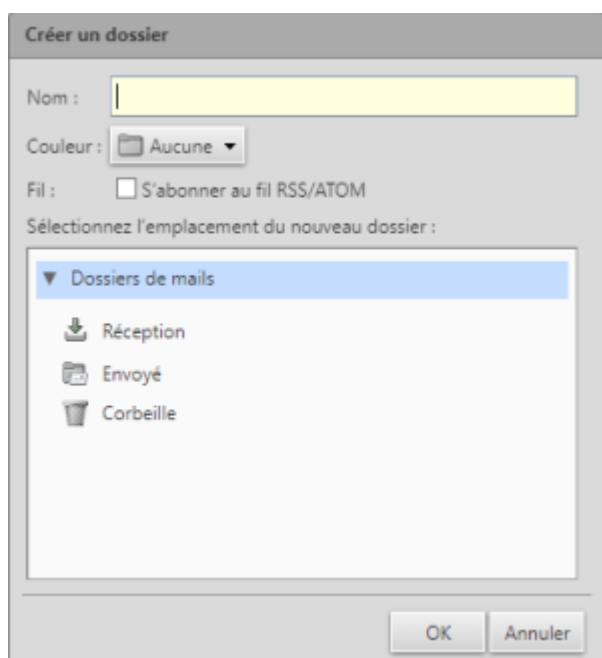 Créer un dossier
Nom :
Couleur : Aucune
Fil : S'abonner au fil RSS/ATOM
Sélectionnez l'emplacement du nouveau dossier :
Dossiers de mails
Réception
Envoyé
Corbeille
OK Annuler